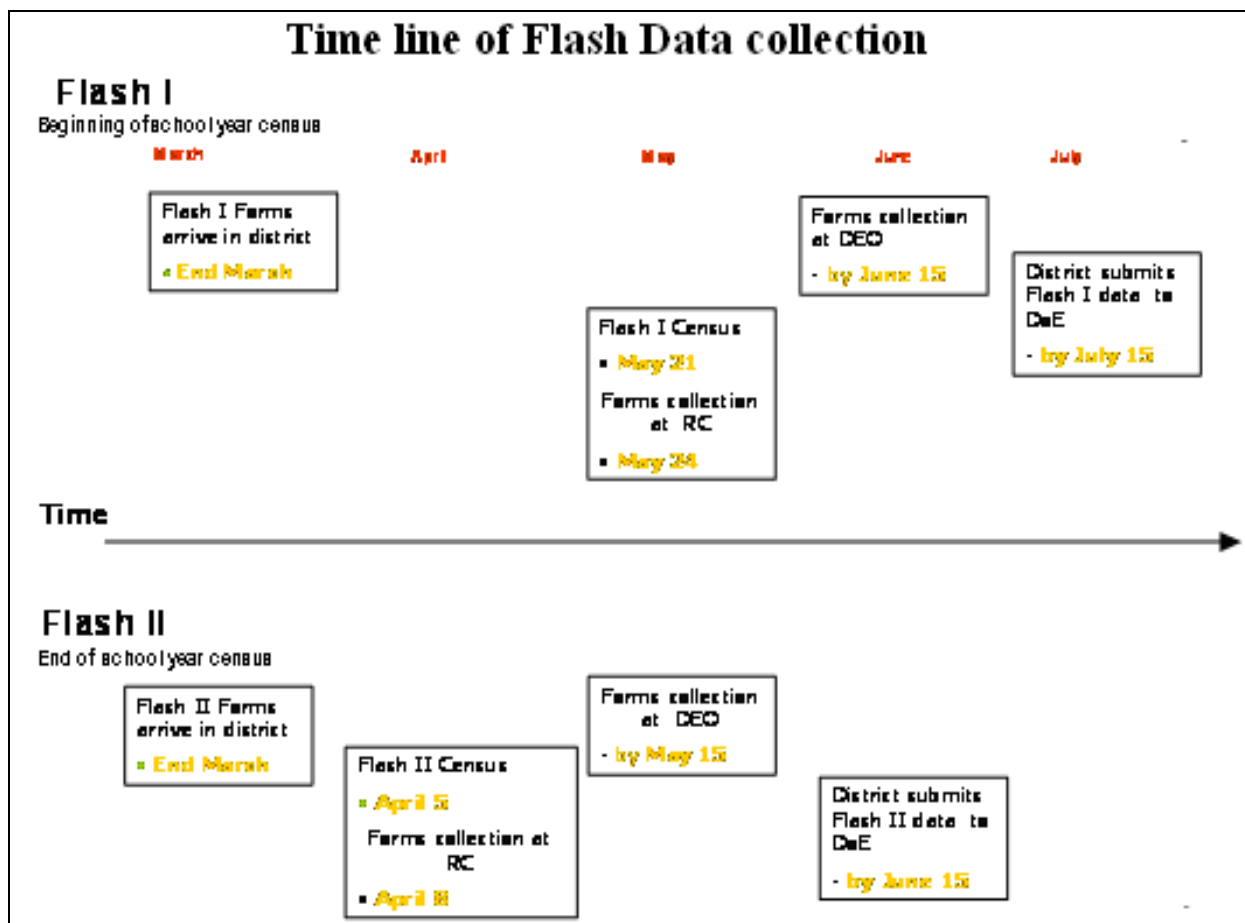 Time line of Flash Data collection
Flash I
Beginning of school year census
March April May June July
Flash I Forms
arrive in district
End Marsh
Flash I Census
May 21
Forms collection
at RC
May 24
Forms collection
at DEO
- by June 15
District submits
Flash I data to
DoE
- by July 15
Time
Flash II
End of school year census
Flash II Forms
arrive in district
End Marsh
Flash II Census
April 5
Forms collection at
RC
April 8
Forms collection
at DEO
- by May 15
District submits
Flash II data to
DoE
- by June 15